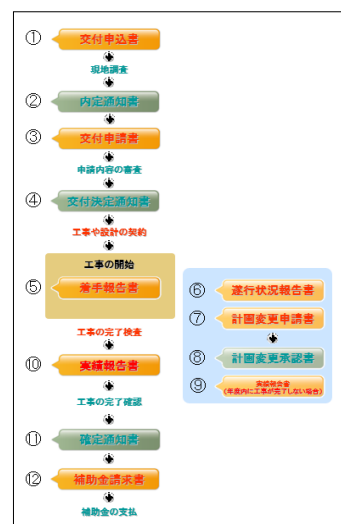 ① 交付申込書
現地調査
② 内定通知書
③ 交付申請書
申請内容の審査
④ 交付決定通知書
工事や設計の契約
工事の開始
⑤ 着手報告書
工事の完了検査
⑩ 実績報告書
工事の完了確認
⑪ 確定通知書
⑫ 補助金請求書
補助金の支払
⑥ 遂行状況報告書
⑦ 計画変更申請書
⑧ 計画変更承認書
⑨ 実績報告書
(年度内に工事が完了しない場合)